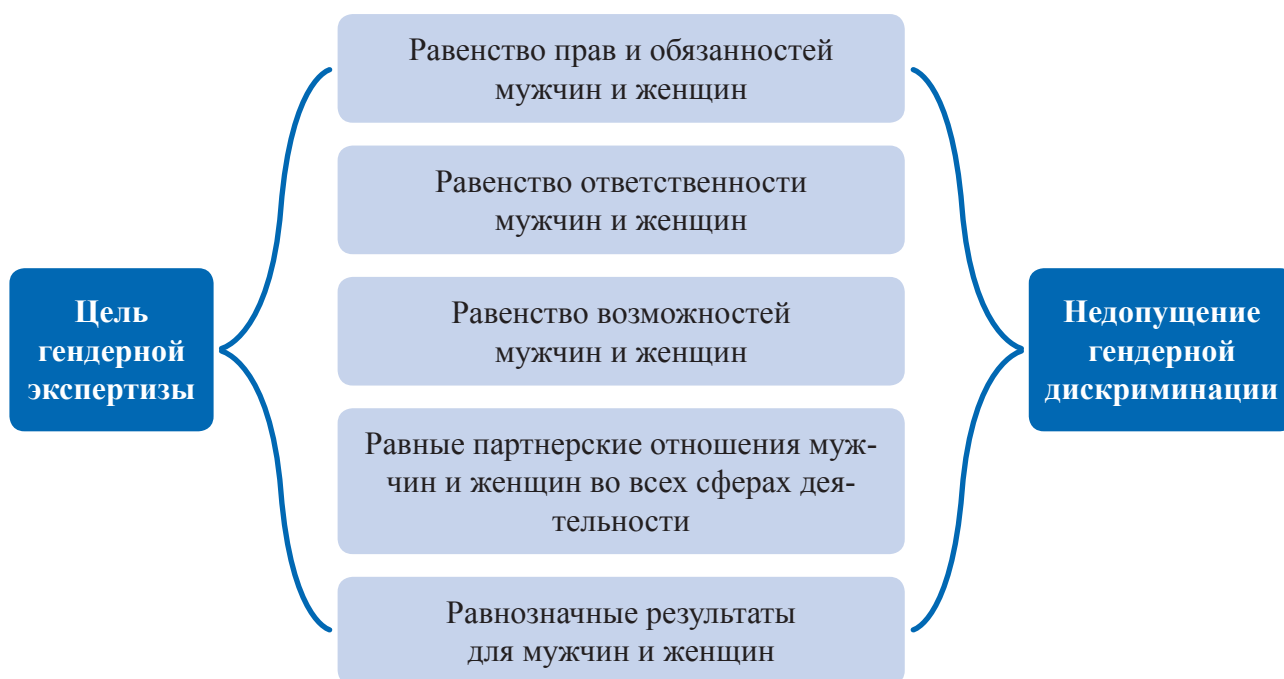 Цель
гендерной
экспертизы
Равенство прав и обязанностей
мужчин и женщин
Равенство ответственности
мужчин и женщин
Равенство возможностей
мужчин и женщин
Равные партнерские отношения муж-
чин и женщин во всех сферах дея-
тельности
Равнозначные результаты
для мужчин и женщин
Недопущение
гендерной
дискриминации